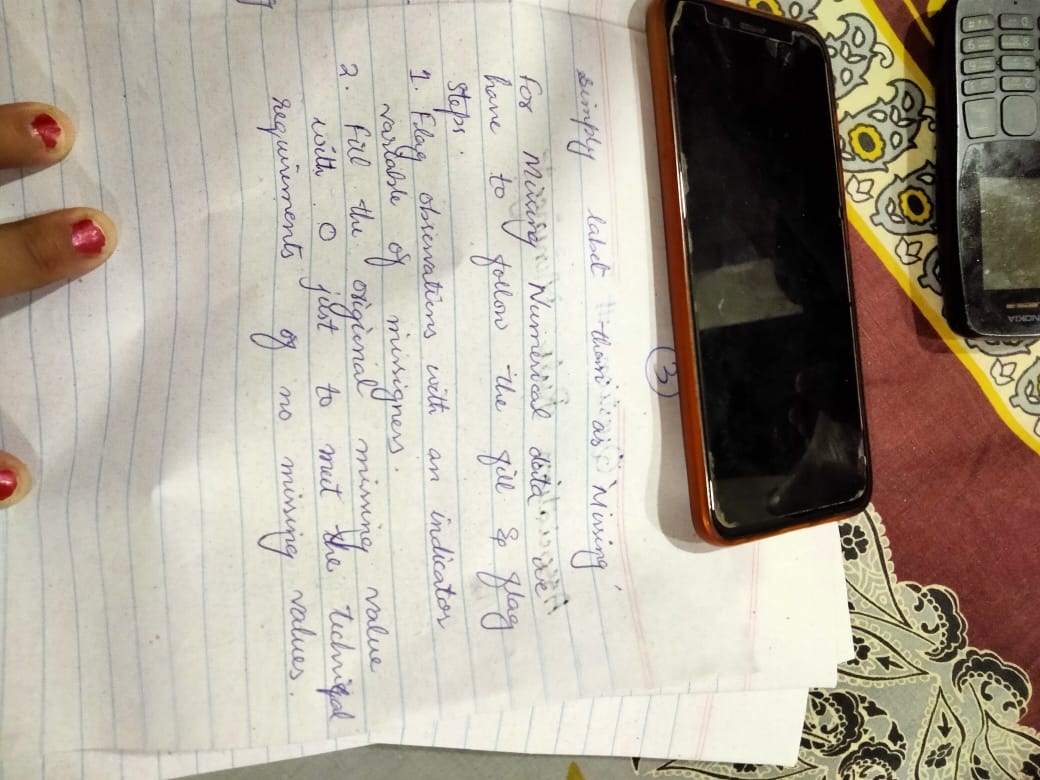 (3)
simply label them as 'Missing'
For Missing Numerical data we
have to follow the fill & flag
Steps.
1. Flag observations with an indicator
variable of missigness.
2. Fill the original missing value
with 0 just to meet the technical
requirements of no missing values.
NOKIA